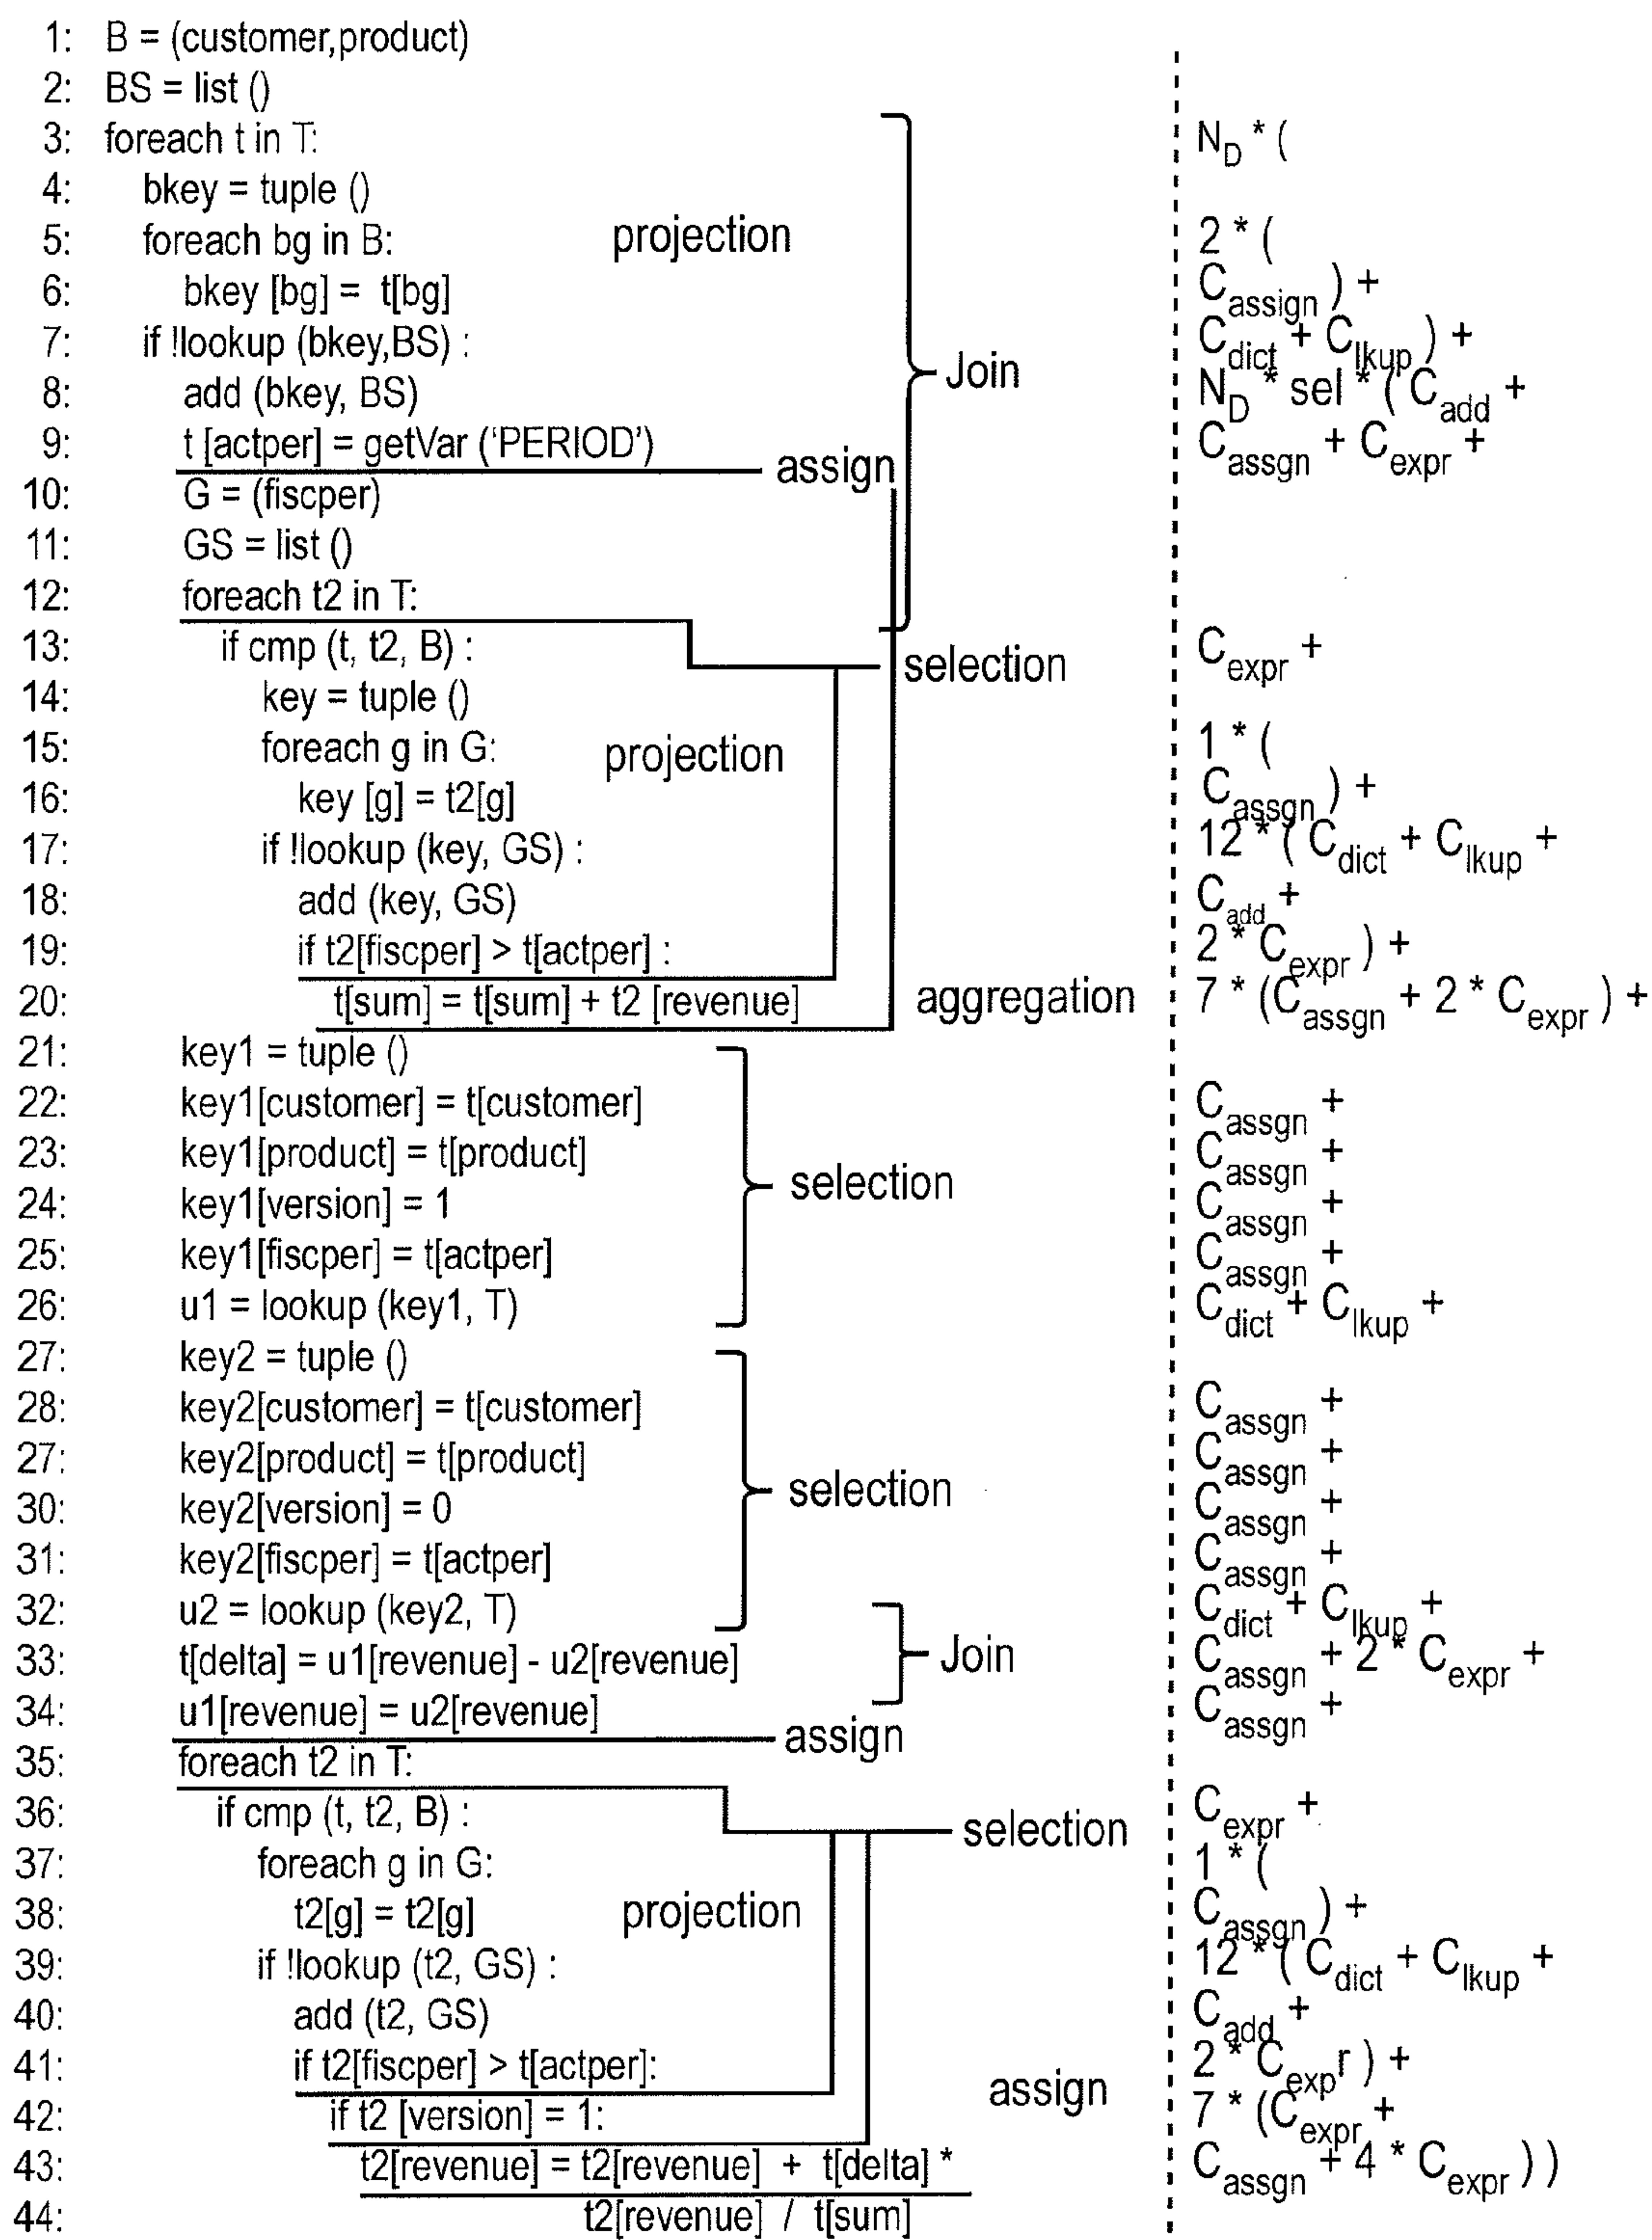 1: B = (customer,product)
2: BS = list ()
3: foreach t in T: N_D * (
4: bkey = tuple ()
5: foreach bg in B: projection 2 * (
6: bkey [bg] = t[bg] C_assign ) +
7: if !lookup (bkey,BS) : C_dict + C_lkup ) +
Join
8: add (bkey, BS) N_D * sel * ( C_add +
9: t [actper] = getVar (‘PERIOD’) assign C_assgn + C_expr +
10: G = (fiscper)
11: GS = list ()
12: foreach t2 in T:
13: if cmp (t, t2, B) : selection C_expr +
14: key = tuple ()
15: foreach g in G: projection 1 * (
16: key [g] = t2[g] C_assgn ) +
17: if !lookup (key, GS) : 12 * ( C_dict + C_lkup +
18: add (key, GS) C_add +
19: if t2[fiscper] > t[actper] : 2 * C_expr ) +
20: t[sum] = t[sum] + t2 [revenue] aggregation 7 * (C_assgn + 2 * C_expr ) +
21: key1 = tuple ()
22: key1[customer] = t[customer] C_assgn +
23: key1[product] = t[product] C_assgn +
selection
24: key1[version] = 1 C_assgn +
25: key1[fiscper] = t[actper] C_assgn +
26: u1 = lookup (key1, T) C_dict + C_lkup +
27: key2 = tuple ()
28: key2[customer] = t[customer] C_assgn +
27: key2[product] = t[product] C_assgn +
selection
30: key2[version] = 0 C_assgn +
31: key2[fiscper] = t[actper] C_assgn +
32: u2 = lookup (key2, T) C_dict + C_lkup +
33: t[delta] = u1[revenue] - u2[revenue] Join C_assgn + 2 * C_expr +
34: u1[revenue] = u2[revenue] assign C_assgn +
35: foreach t2 in T:
36: if cmp (t, t2, B) : selection C_expr +
37: foreach g in G: 1 * (
38: t2[g] = t2[g] projection C_assgn ) +
39: if !lookup (t2, GS) : 12 * ( C_dict + C_lkup +
40: add (t2, GS) C_add +
41: if t2[fiscper] > t[actper]: assign 2 * C_expr ) +
42: if t2 [version] = 1: 7 * (C_expr +
43: t2[revenue] = t2[revenue] + t[delta] * C_assgn + 4 * C_expr ) )
44: t2[revenue] / t[sum]